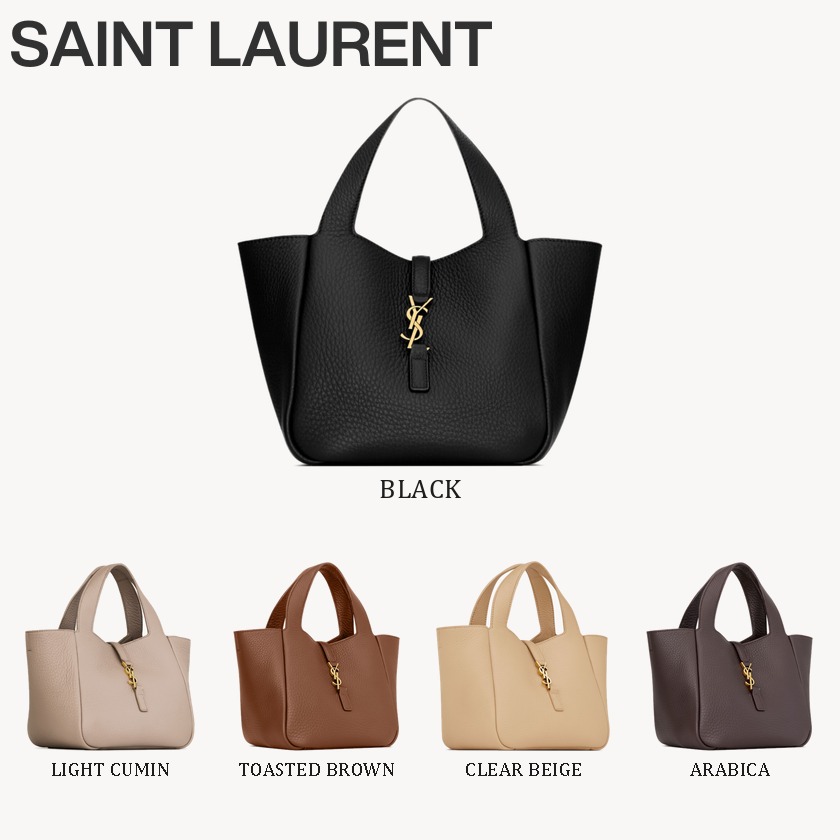 SAINT LAURENT
BLACK
LIGHT CUMIN
TOASTED BROWN
CLEAR BEIGE
ARABICA